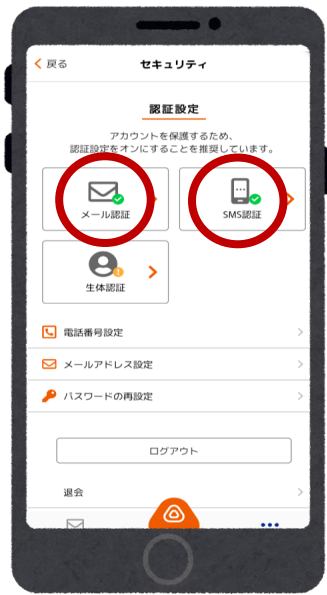 戻る
セキュリティ
認証設定
アカウントを保護するため、
認証設定をオンにすることを推奨しています。
メール認証
SMS認証
生体認証
電話番号設定
メールアドレス設定
パスワードの再設定
ログアウト
退会